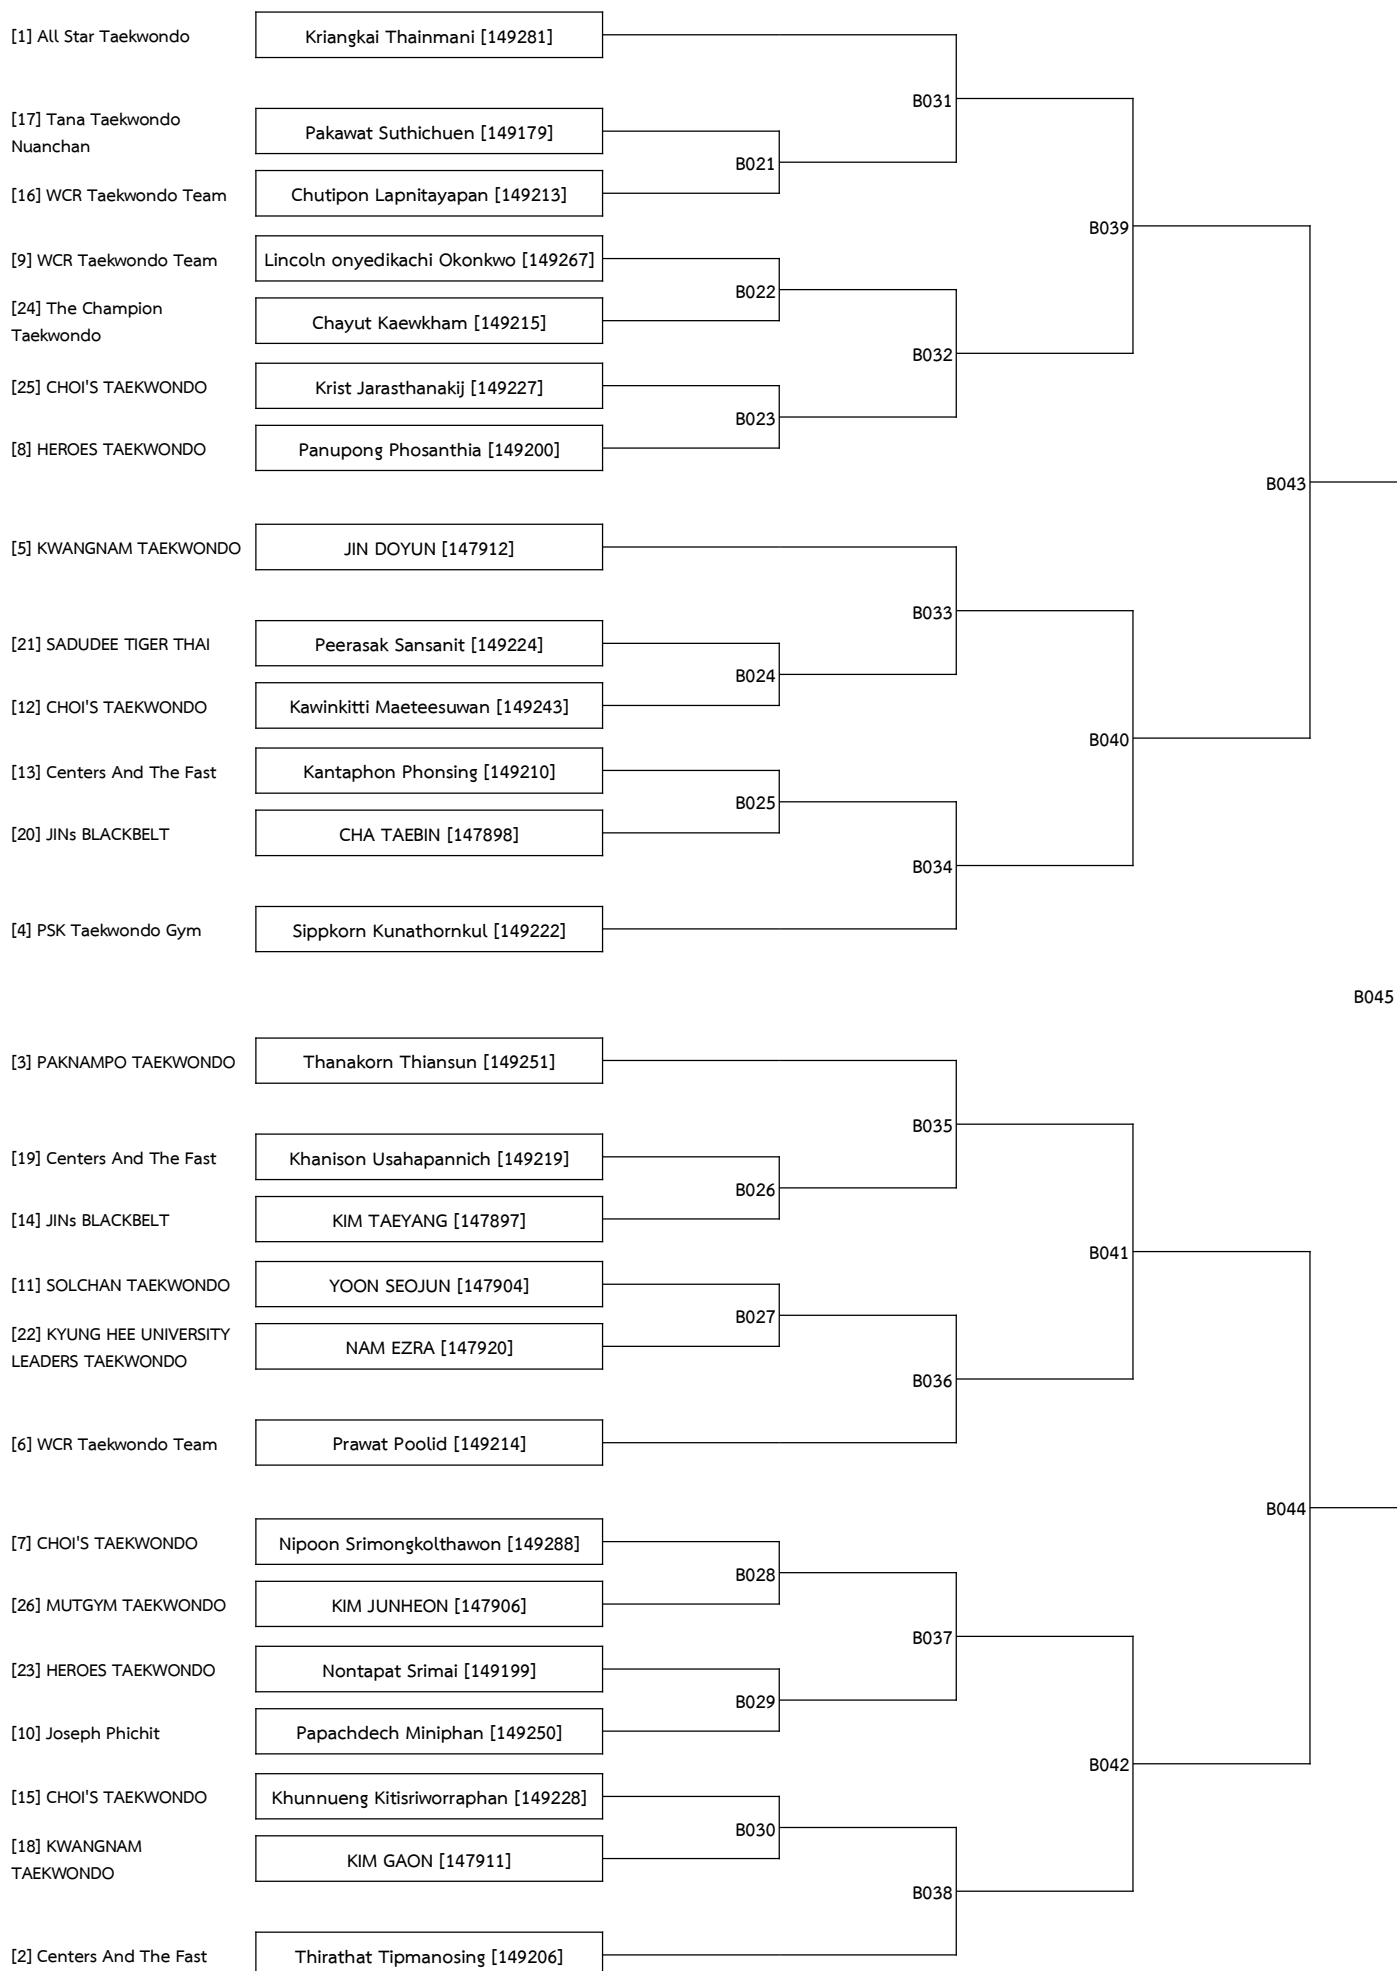 [1] All Star Taekwondo
Kriangkai Thainmani [149281]
B031
[17] Tana Taekwondo
Nuanchan
Pakawat Suthichuen [149179]
B021
[16] WCR Taekwondo Team
Chutipon Lapnitayapan [149213]
B039
[9] WCR Taekwondo Team
Lincoln onyedikachi Okonkwo [149267]
B022
[24] The Champion
Taekwondo
Chayut Kaewkham [149215]
B032
[25] CHOI'S TAEKWONDO
Krist Jarasthanakij [149227]
B023
[8] HEROES TAEKWONDO
Panupong Phosanthia [149200]
B043
[5] KWANGNAM TAEKWONDO
JIN DOYUN [147912]
B033
[21] SADUDEE TIGER THAI
Peerasak Sansanit [149224]
B024
[12] CHOI'S TAEKWONDO
Kawinkitti Maeteesuwan [149243]
B040
[13] Centers And The Fast
Kantaphon Phonsing [149210]
B025
[20] JINs BLACKBELT
CHA TAEBIN [147898]
B034
[4] PSK Taekwondo Gym
Sippkorn Kunathornkul [149222]
B045
[3] PAKNAMPO TAEKWONDO
Thanakorn Thiansun [149251]
B035
[19] Centers And The Fast
Khanison Usahapannich [149219]
B026
[14] JINs BLACKBELT
KIM TAEYANG [147897]
B041
[11] SOLCHAN TAEKWONDO
YOON SEOJUN [147904]
B027
[22] KYUNG HEE UNIVERSITY
LEADERS TAEKWONDO
NAM EZRA [147920]
B036
[6] WCR Taekwondo Team
Prawat Poolid [149214]
B044
[7] CHOI'S TAEKWONDO
Nipoon Srimongkolthawon [149288]
B028
[26] MUTGYM TAEKWONDO
KIM JUNHEON [147906]
B037
[23] HEROES TAEKWONDO
Nontapat Srimai [149199]
B029
[10] Joseph Phichit
Papachdech Miniphan [149250]
B042
[15] CHOI'S TAEKWONDO
Khunnueng Kitisriworraphan [149228]
B030
[18] KWANGNAM
TAEKWONDO
KIM GAON [147911]
B038
[2] Centers And The Fast
Thirathat Tipmanosing [149206]